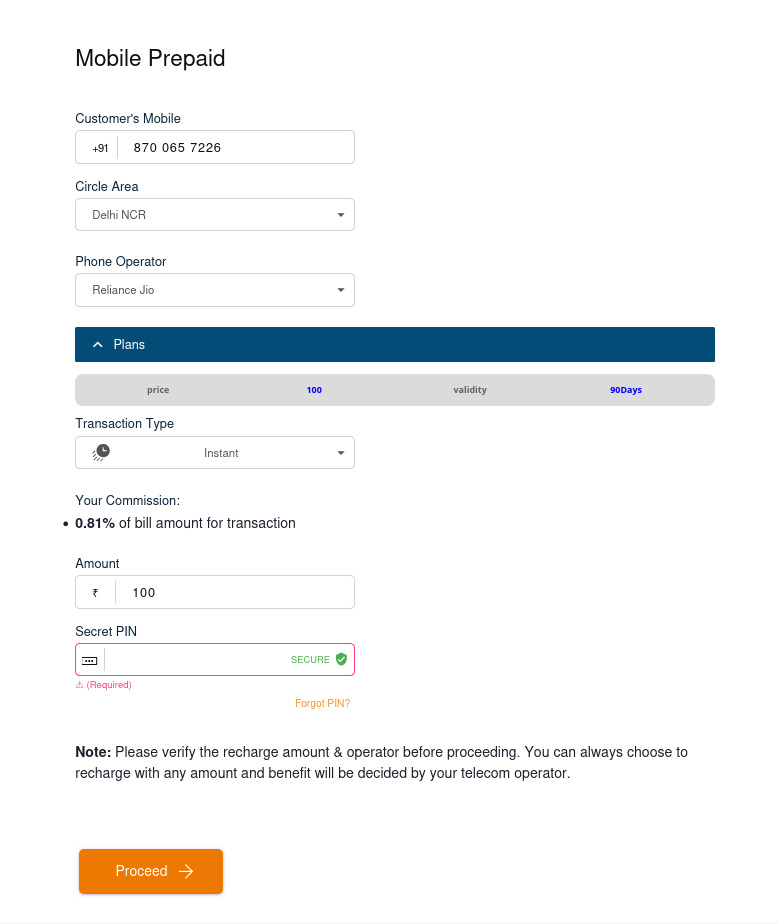 Mobile Prepaid
Customer's Mobile
+91 870 065 7226
Circle Area
Delhi NCR
Phone Operator
Reliance Jio
Plans
price 100 validity 90Days
Transaction Type
Instant
Your Commission:
• 0.81% of bill amount for transaction
Amount
₹ 100
Secret PIN
SECURE
⚠ (Required)
Forgot PIN?
Note: Please verify the recharge amount & operator before proceeding. You can always choose to
recharge with any amount and benefit will be decided by your telecom operator.
Proceed →